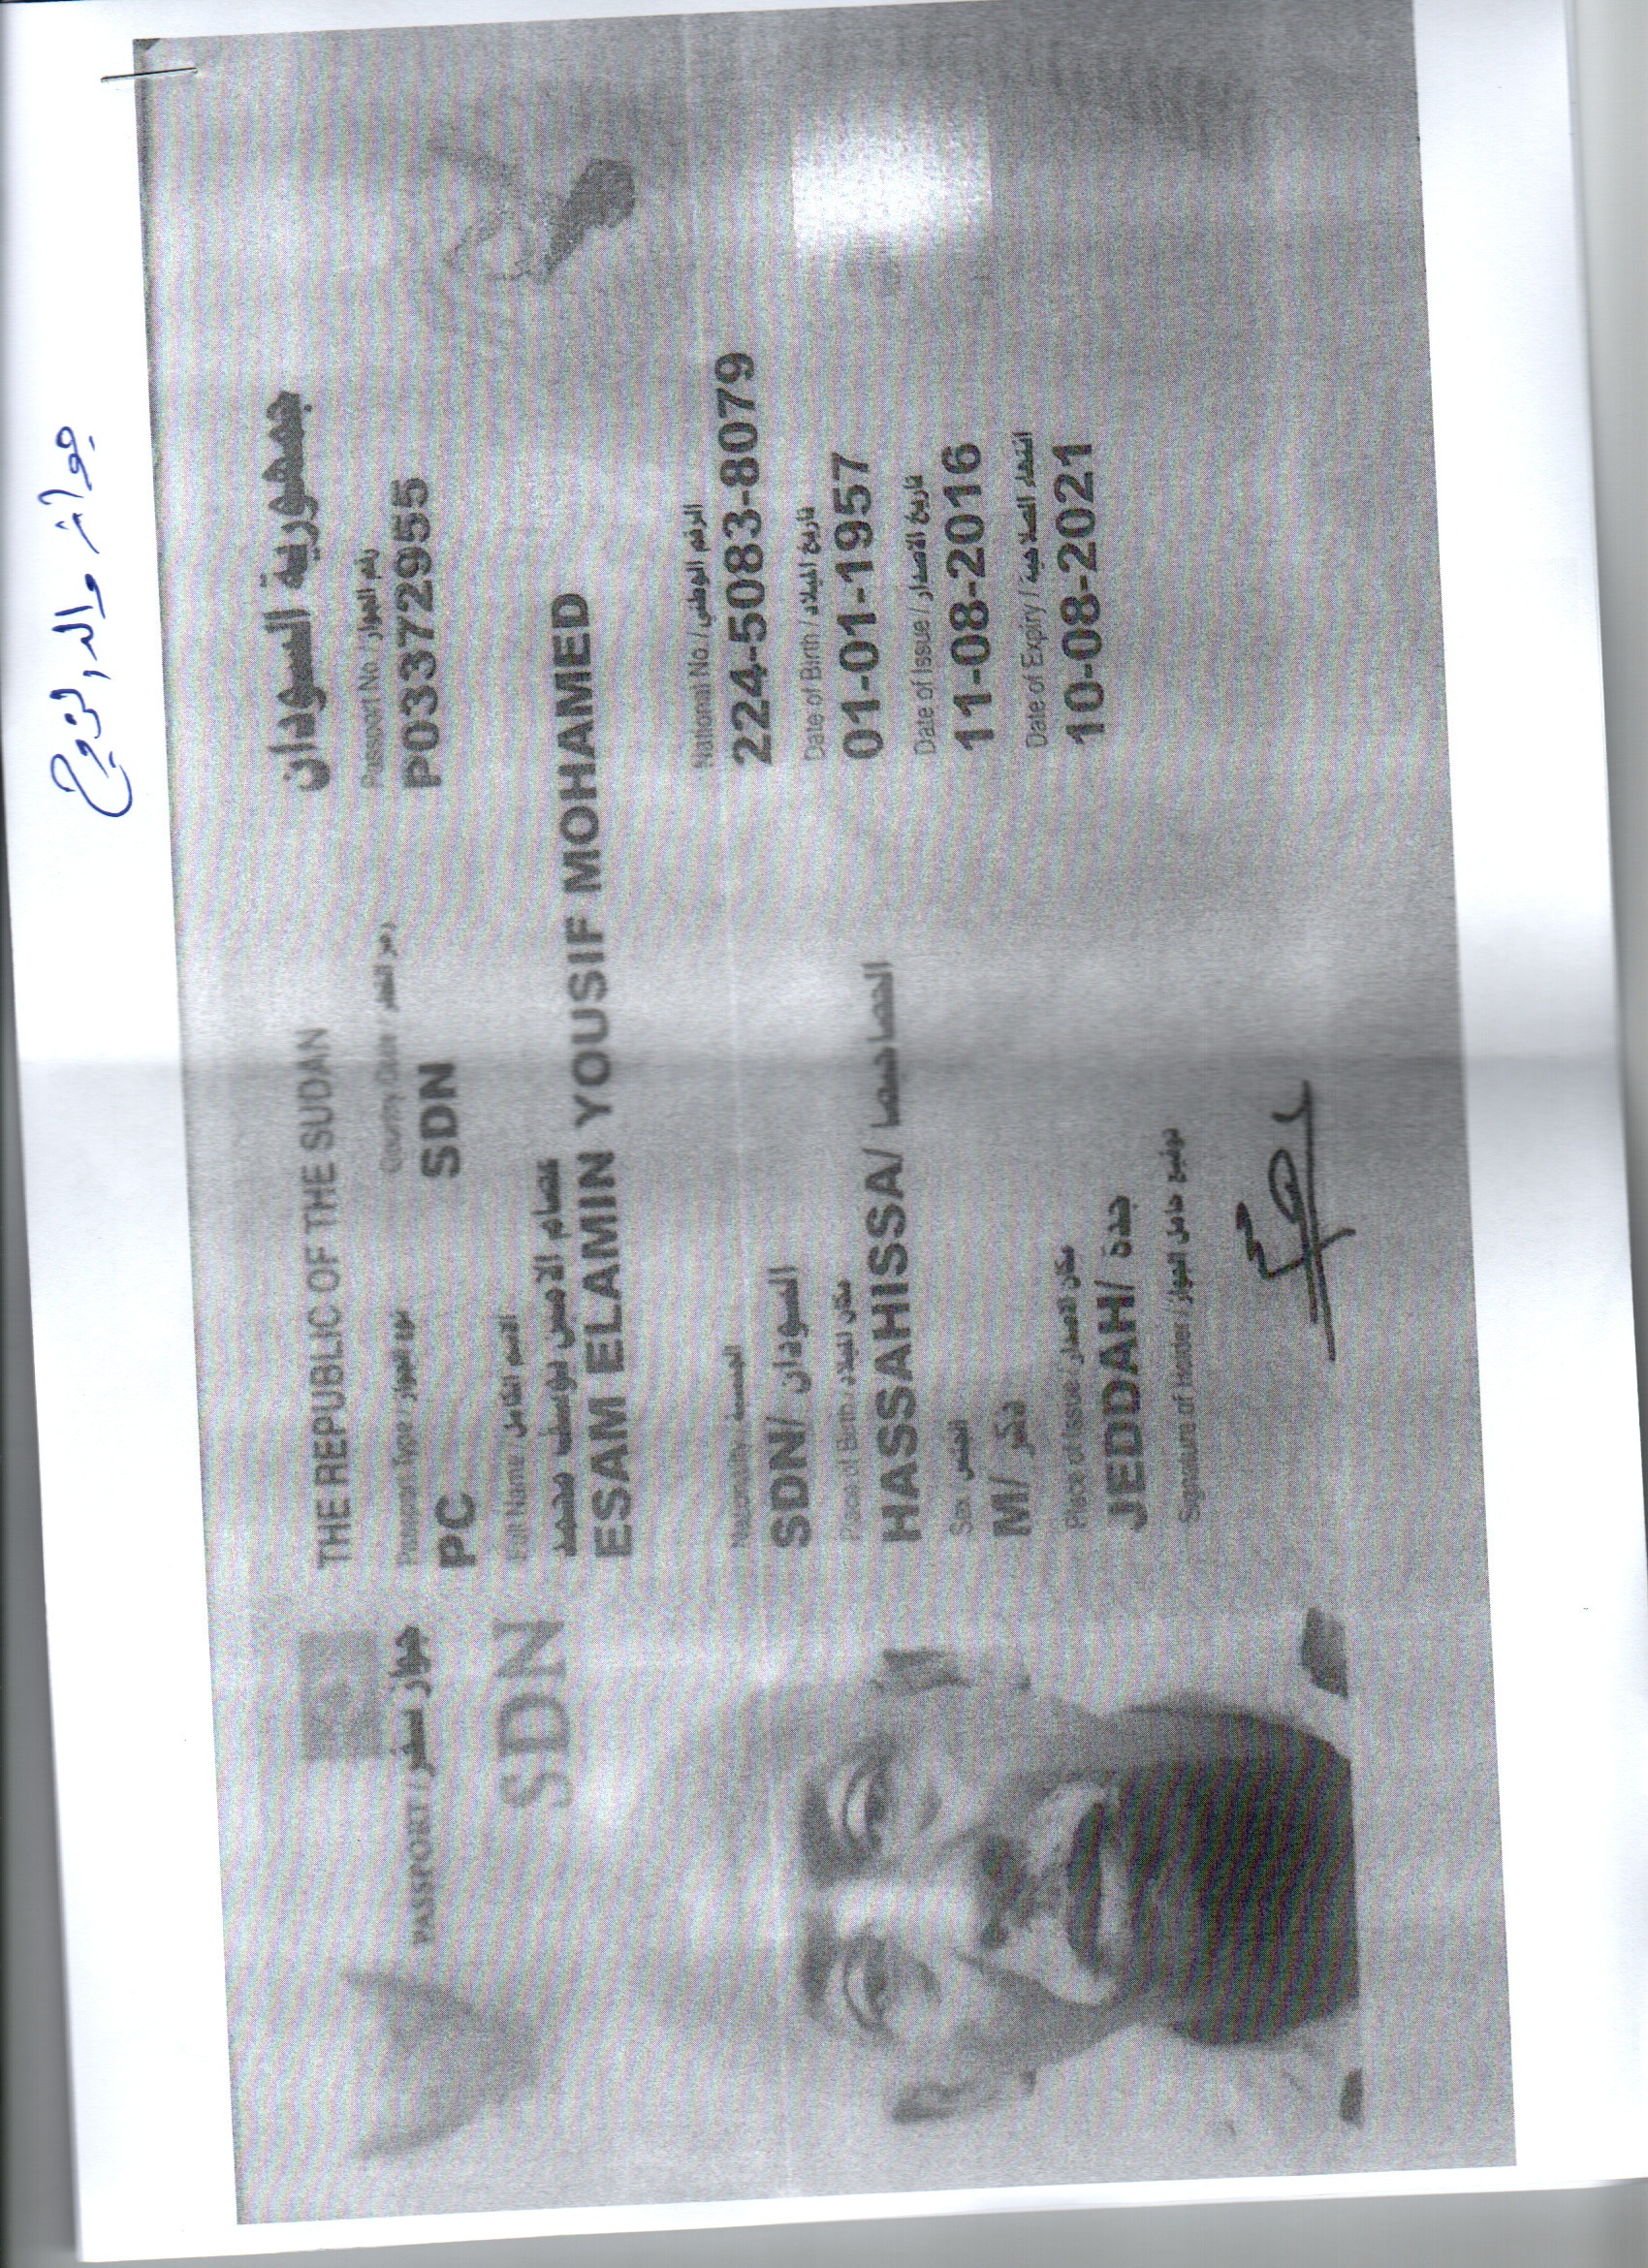 جواز والد الزوج
THE REPUBLIC OF THE SUDAN
جمهورية السودان
PASSPORT / جواز سفر
Passport Type / نوع الجواز
Country Code / رمز القطر
Passport No. / رقم الجواز
PC
SDN
P03372955
SDN
Full Name / الاسم الكامل
عصام الامين يوسف محمد
ESAM ELAMIN YOUSIF MOHAMED
Nationality / الجنسية
National No. / الرقم الوطني
SDN/ السودان
224-5083-8079
Place of Birth / مكان الميلاد
Date of Birth / تاريخ الميلاد
HASSAHISSA/ الحصاحيصا
01-01-1957
Sex / الجنس
Date of Issue / تاريخ الاصدار
M/ ذكر
11-08-2016
Place of Issue / مكان الاصدار
Date of Expiry / انتهاء الصلاحية
JEDDAH/ جدة
10-08-2021
Signature of Holder / توقيع حامل الجواز